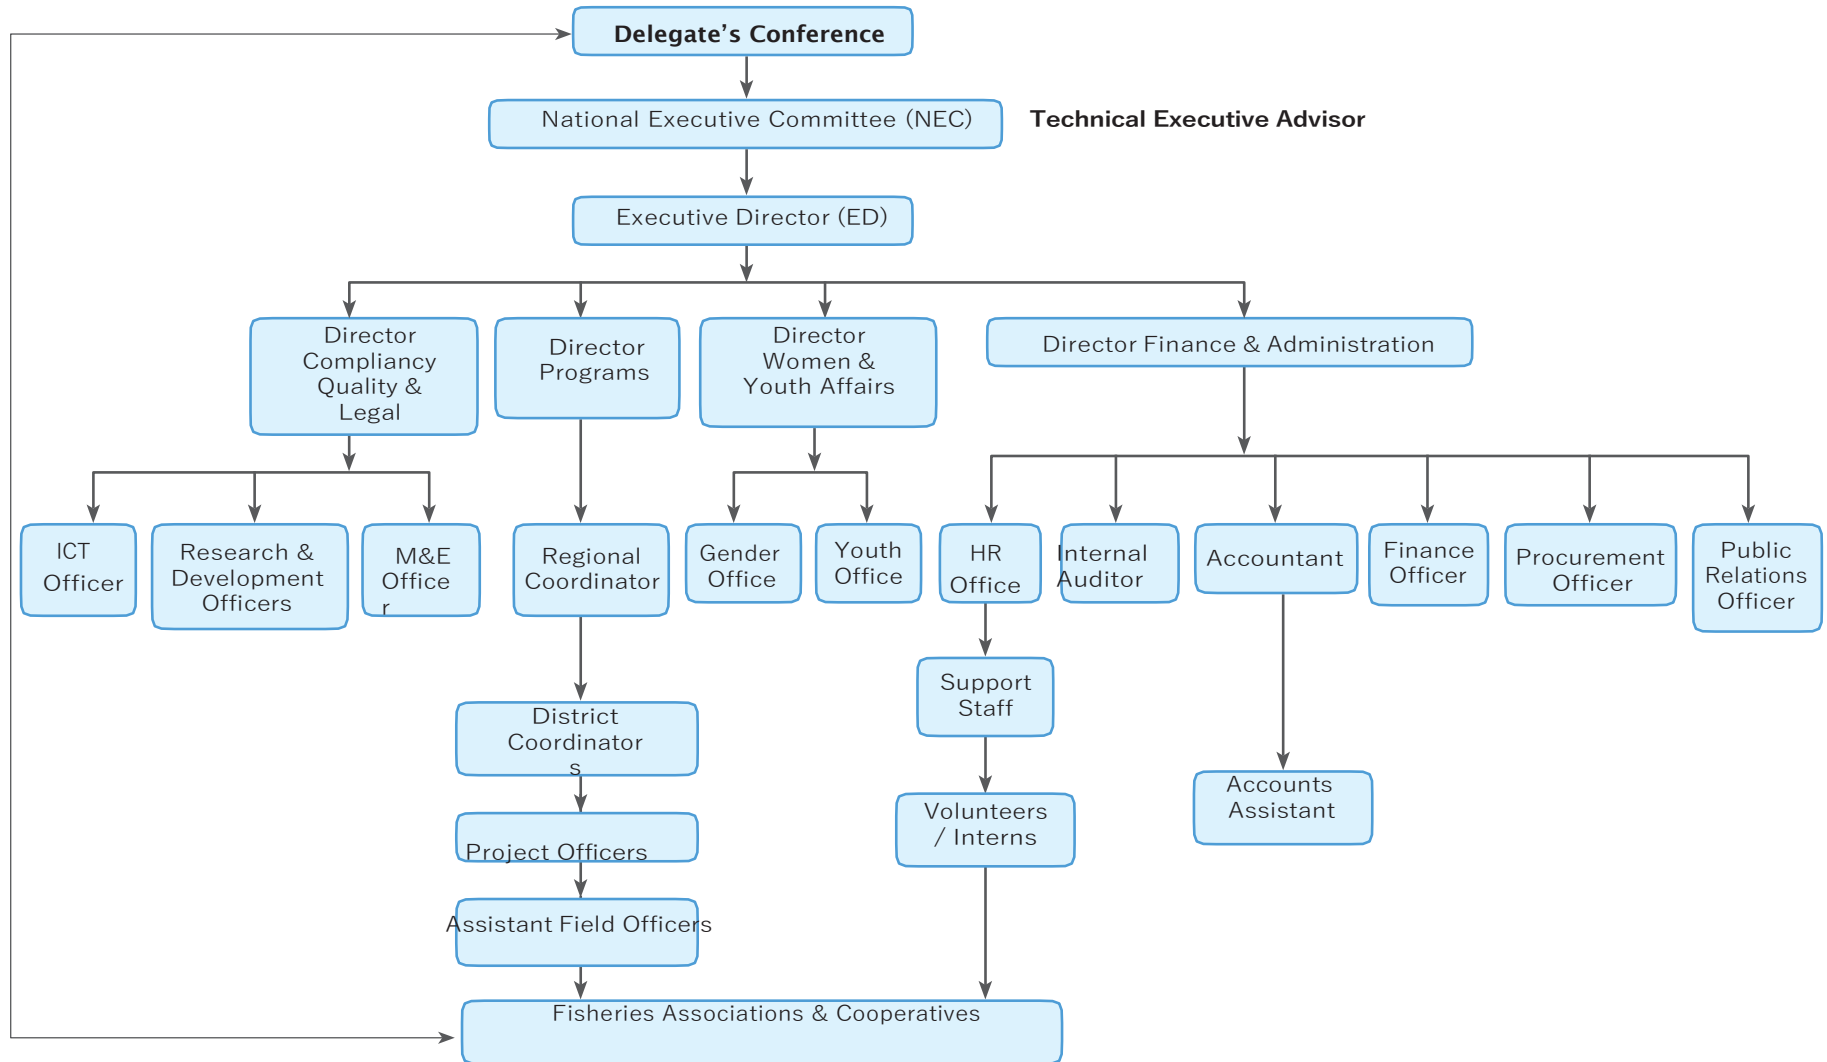 Delegate’s Conference
National Executive Committee (NEC)
Technical Executive Advisor
Executive Director (ED)
Director
Compliancy
Quality &
Legal
Director
Programs
Director
Women &
Youth Affairs
Director Finance & Administration
ICT
Officer
Research &
Development
Officers
M&E
Office
r
Regional
Coordinator
Gender
Office
Youth
Office
HR
Office
Internal
Auditor
Accountant
Finance
Officer
Procurement
Officer
Public
Relations
Officer
Support
Staff
District
Coordinator
s
Accounts
Assistant
Volunteers
/ Interns
Project Officers
Assistant Field Officers
Fisheries Associations & Cooperatives